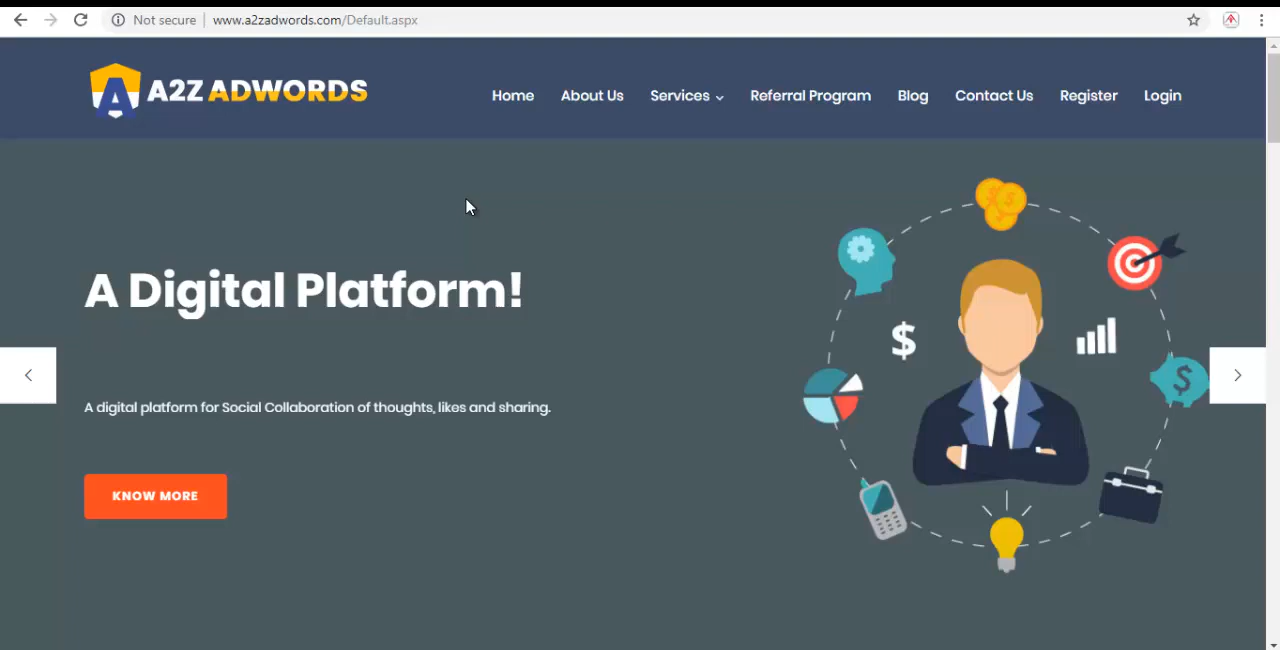 Not secure | www.a2zadwords.com/Default.aspx
A A2Z ADWORDS
Home About Us Services Referral Program Blog Contact Us Register Login
A Digital Platform!
A digital platform for Social Collaboration of thoughts, likes and sharing.
KNOW MORE